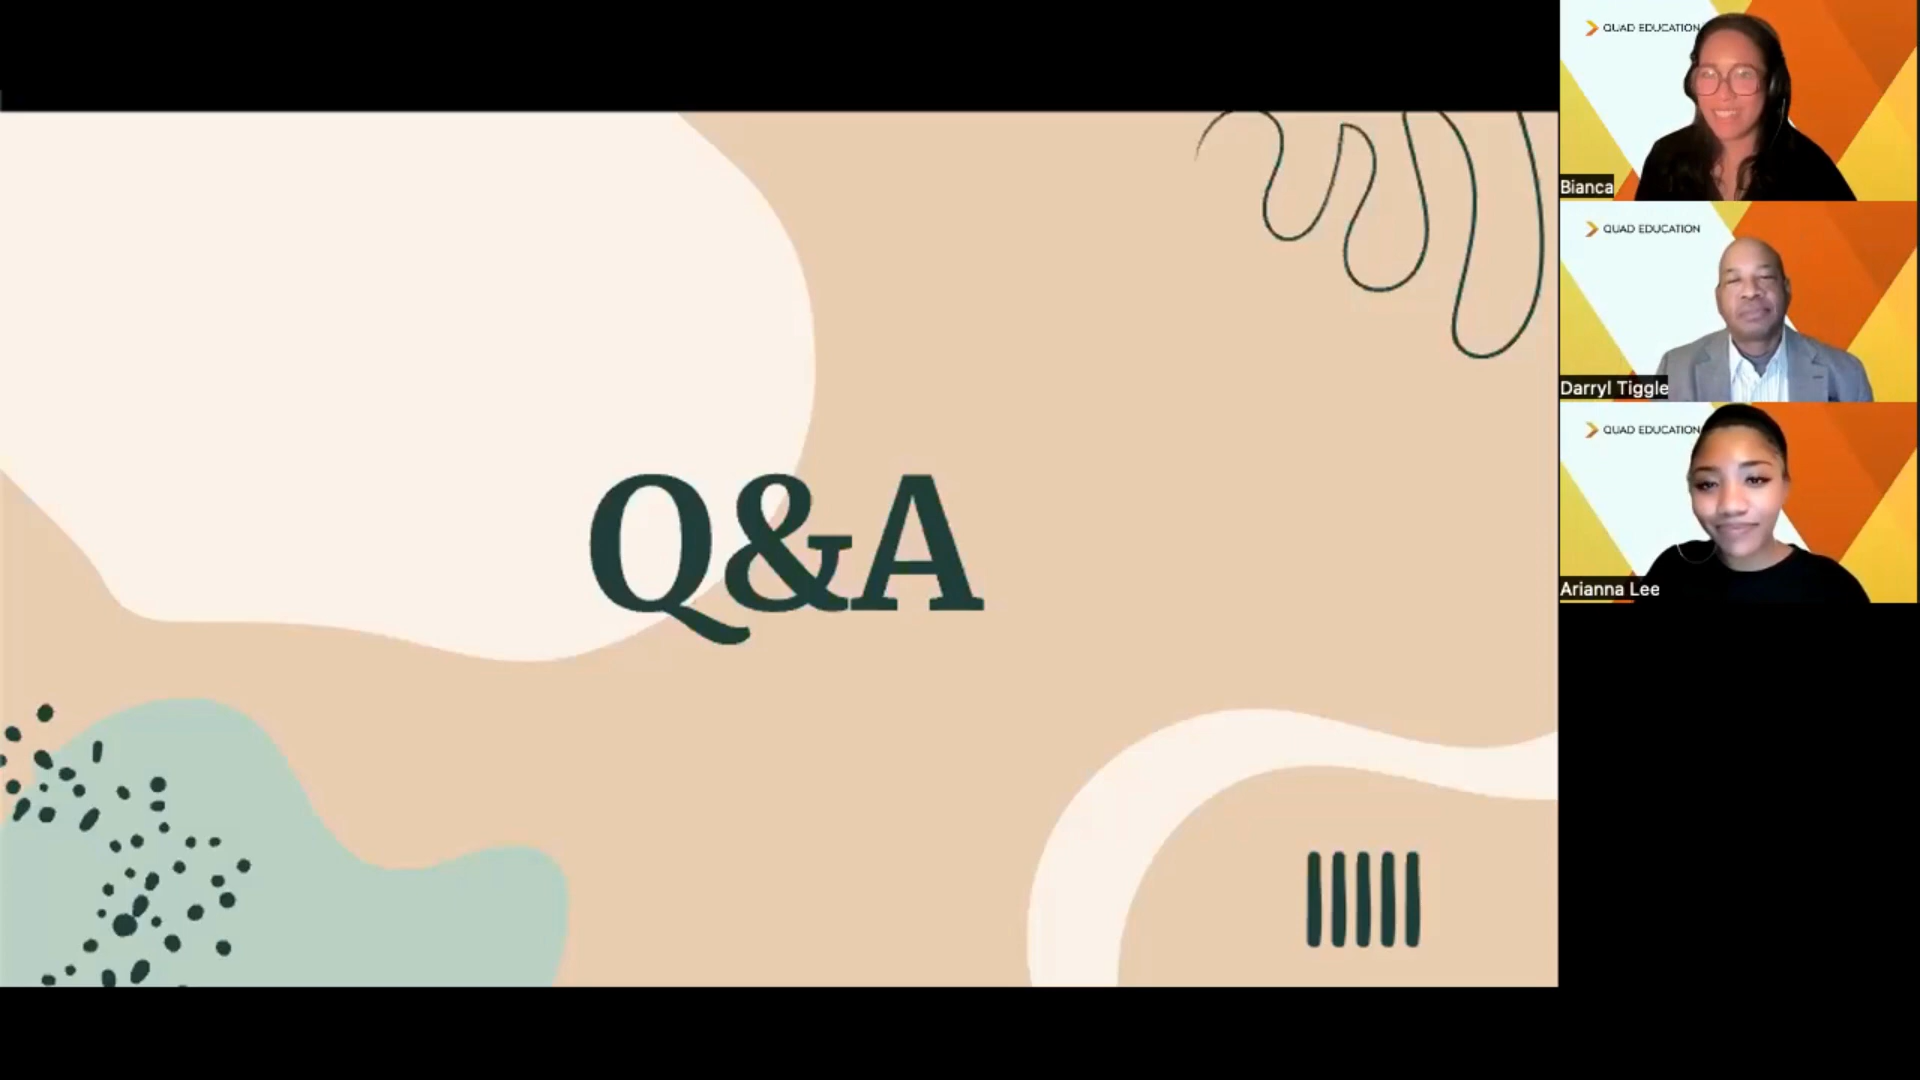 Q&A
QUAD EDUCATION
Bianca
QUAD EDUCATION
Darryl Tiggle
QUAD EDUCATION
Arianna Lee